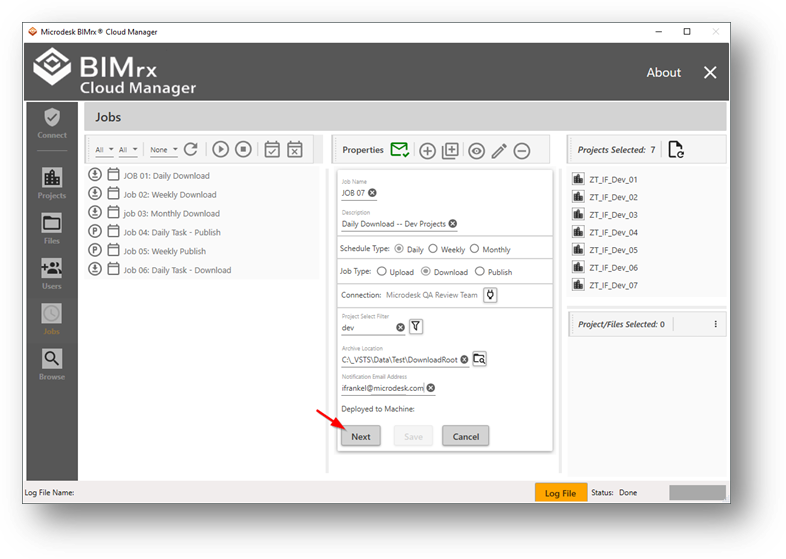 Microdesk BIMrx® Cloud Manager
BIMrx
Cloud Manager
About
Connect
Projects
Files
Users
Jobs
Browse
Jobs
All All None
JOB 01: Daily Download
Job 02: Weekly Download
job 03: Monthly Download
Job 04: Daily Task - Publish
Job 05: Weekly Publish
Job 06: Daily Task - Download
P
P
Properties
Job Name
JOB 07
Description
Daily Download -- Dev Projects
Schedule Type: Daily Weekly Monthly
Job Type: Upload Download Publish
Connection: Microdesk QA Review Team
Project Select Filter
dev
Archive Location
C:\_VSTS\Data\Test\DownloadRoot
Notification Email Address
ifrankel@microdesk.com
Deployed to Machine:
Next Save Cancel
Projects Selected: 7
ZT_IF_Dev_01
ZT_IF_Dev_02
ZT_IF_Dev_03
ZT_IF_Dev_04
ZT_IF_Dev_05
ZT_IF_Dev_06
ZT_IF_Dev_07
Project/Files Selected: 0
Log File Name:
Log File
Status: Done